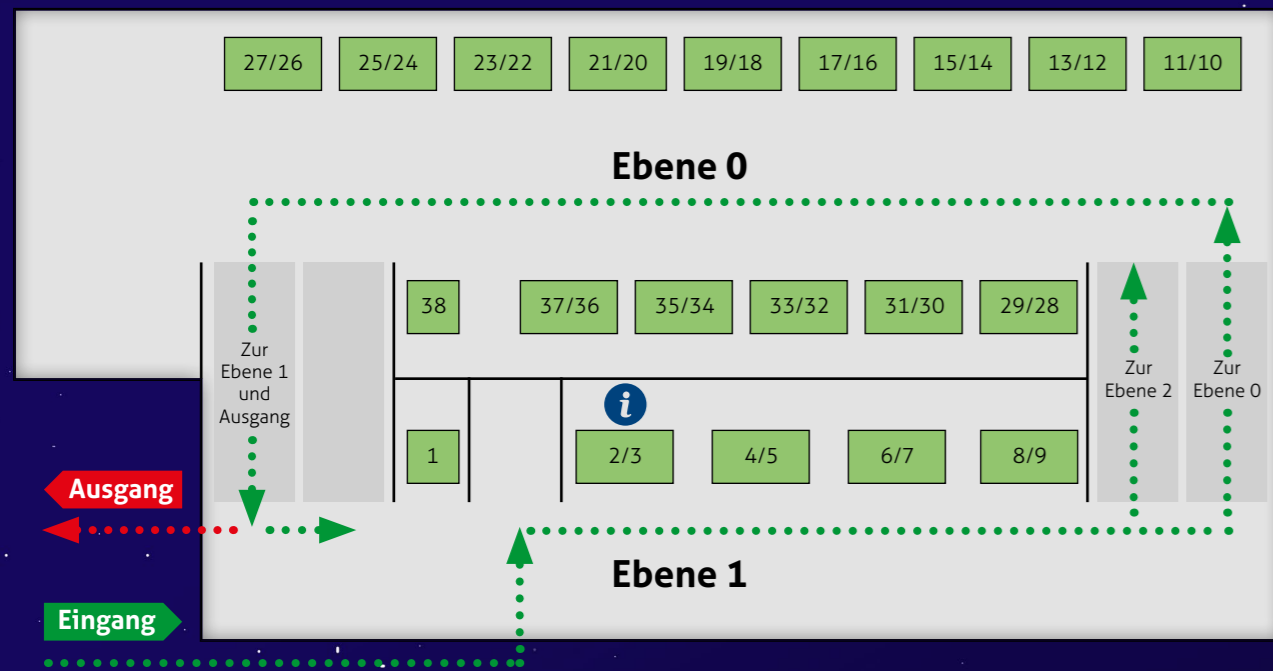 27/26 25/24 23/22 21/20 19/18 17/16 15/14 13/12 11/10
Ebene 0
38 37/36 35/34 33/32 31/30 29/28
Zur
Ebene 1
und
Ausgang
Zur
Ebene 2
Zur
Ebene 0
i
1 2/3 4/5 6/7 8/9
Ausgang
Ebene 1
Eingang